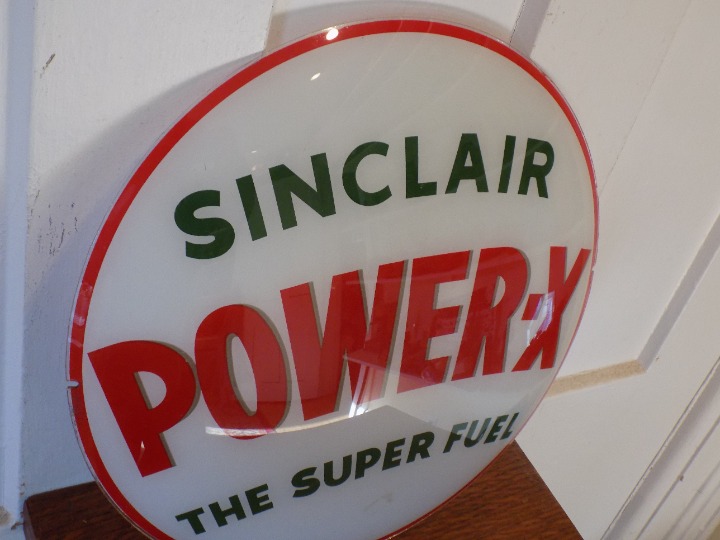 SINCLAIR
POWER-X
THE SUPER FUEL